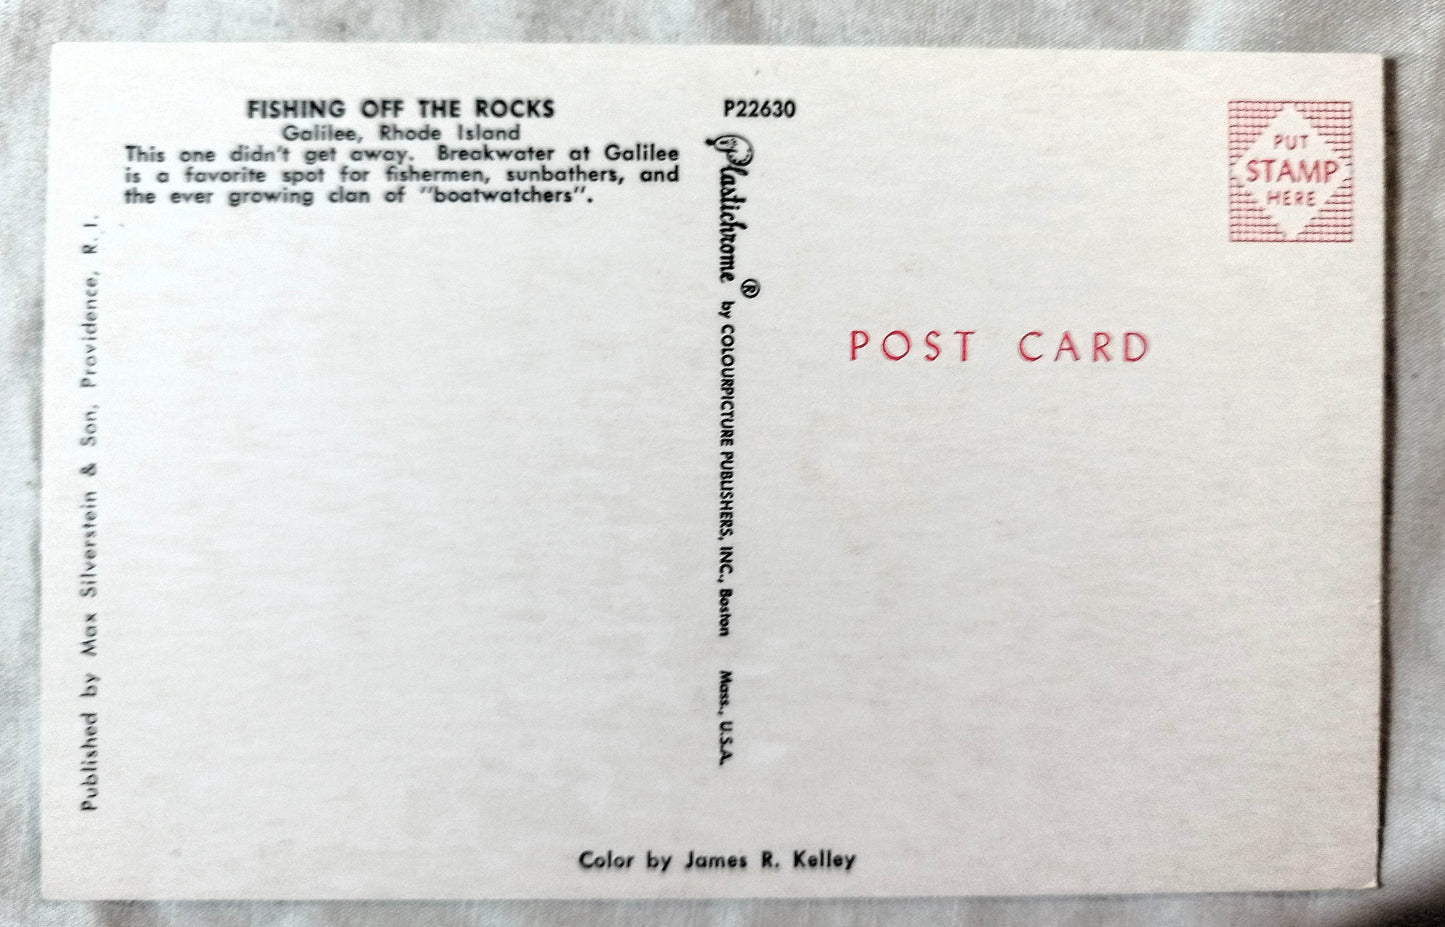 FISHING OFF THE ROCKS
Galilee, Rhode Island
This one didn't get away. Breakwater at Galilee
is a favorite spot for fishermen, sunbathers, and
the ever growing clan of "boatwatchers".
Published by Max Silverstein & Son, Providence, R. I.
P22630
Plastichrome ® by COLOURPICTURE PUBLISHERS, INC., Boston Mass., U.S.A.
PUT
STAMP
HERE
POST CARD
Color by James R. Kelley